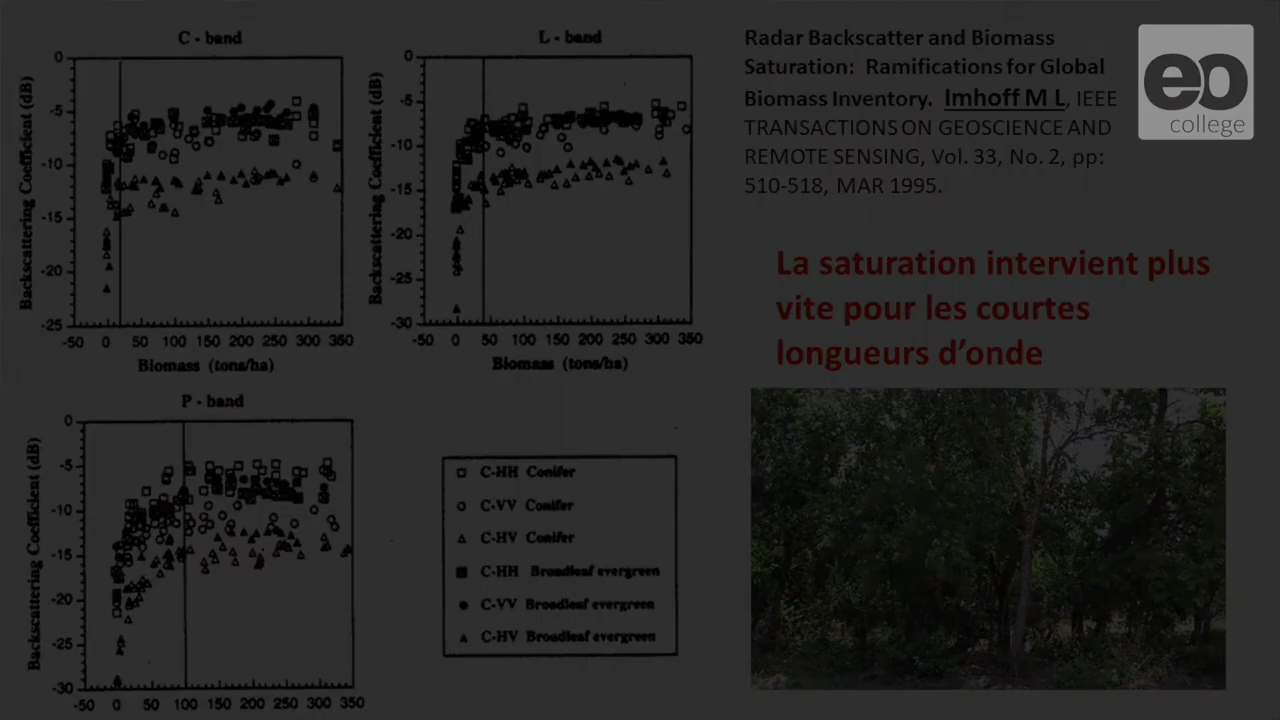 C - band
0
-5
-10
-15
-20
-25
Backscattering Coefficient (dB)
-50 0 50 100 150 200 250 300 350
Biomass (tons/ha)
L - band
0
-5
-10
-15
-20
-25
-30
Backscattering Coefficient (dB)
-50 0 50 100 150 200 250 300 350
Biomass (tons/ha)
P - band
0
-5
-10
-15
-20
-25
-30
Backscattering Coefficient (dB)
-50 0 50 100 150 200 250 300 350
C-HH Conifer
C-VV Conifer
C-HV Conifer
C-HH Broadleaf evergreen
C-VV Broadleaf evergreen
C-HV Broadleaf evergreen
Radar Backscatter and Biomass
Saturation: Ramifications for Global
Biomass Inventory. Imhoff M L, IEEE
TRANSACTIONS ON GEOSCIENCE AND
REMOTE SENSING, Vol. 33, No. 2, pp:
510-518, MAR 1995.
eo
college
La saturation intervient plus
vite pour les courtes
longueurs d'onde